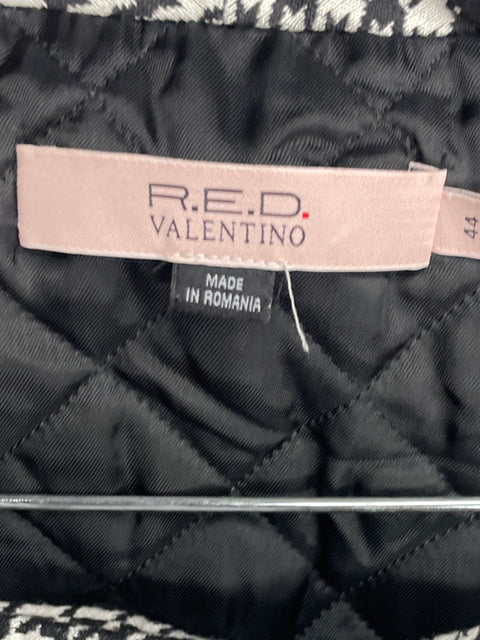 R.E.D.
VALENTINO
44
MADE
IN ROMANIA